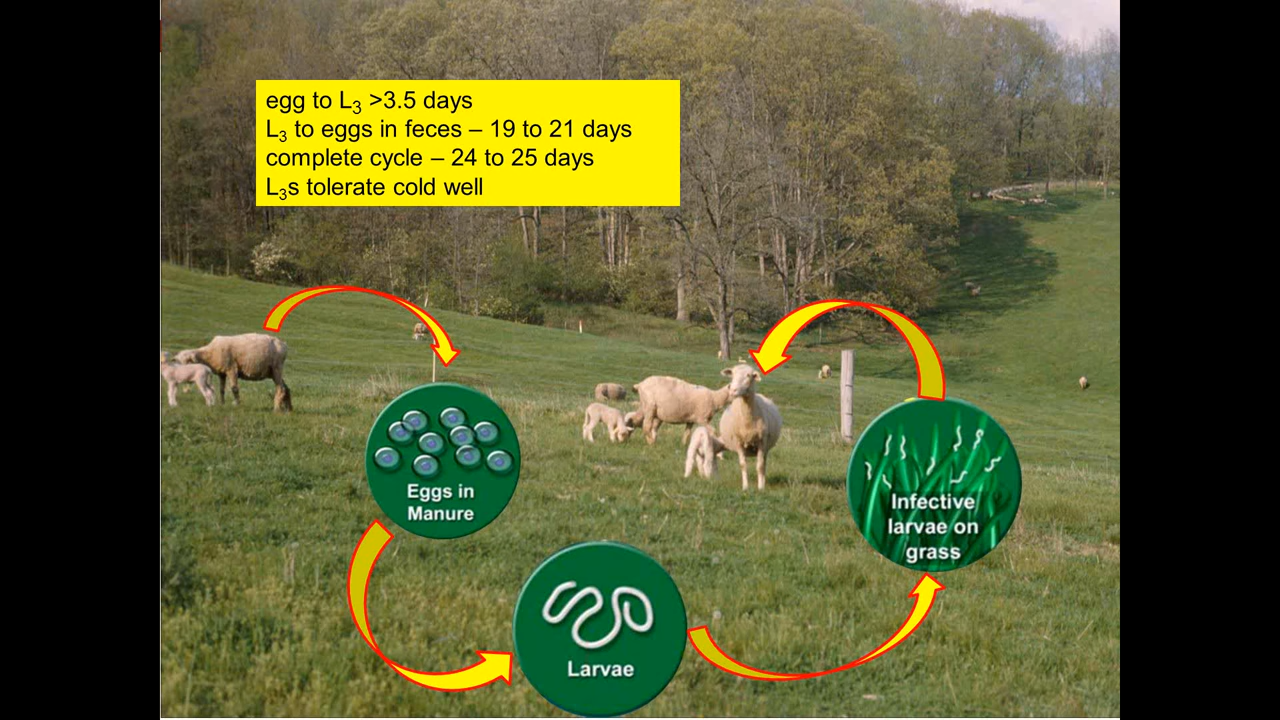 egg to L₃ >3.5 days
L₃ to eggs in feces – 19 to 21 days
complete cycle – 24 to 25 days
L₃s tolerate cold well
Eggs in
Manure
Larvae
Infective
larvae on
grass